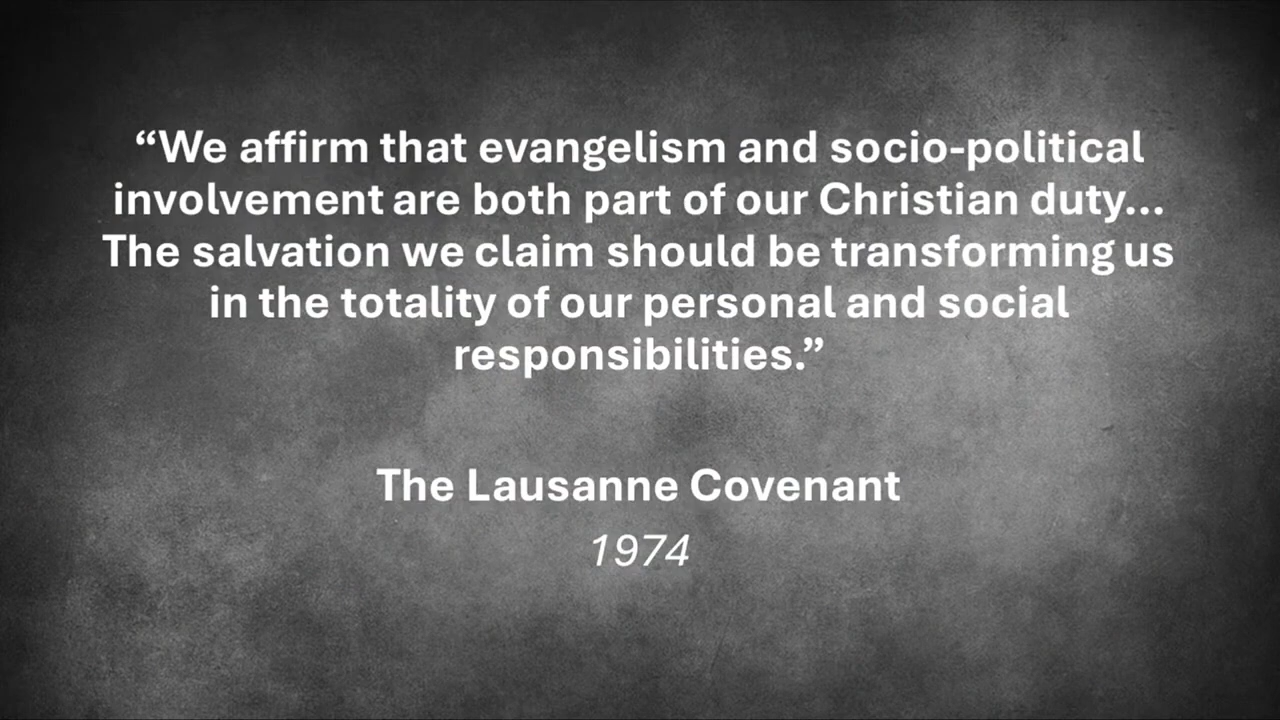 “We affirm that evangelism and socio-political
involvement are both part of our Christian duty...
The salvation we claim should be transforming us
in the totality of our personal and social
responsibilities.”
The Lausanne Covenant
1974